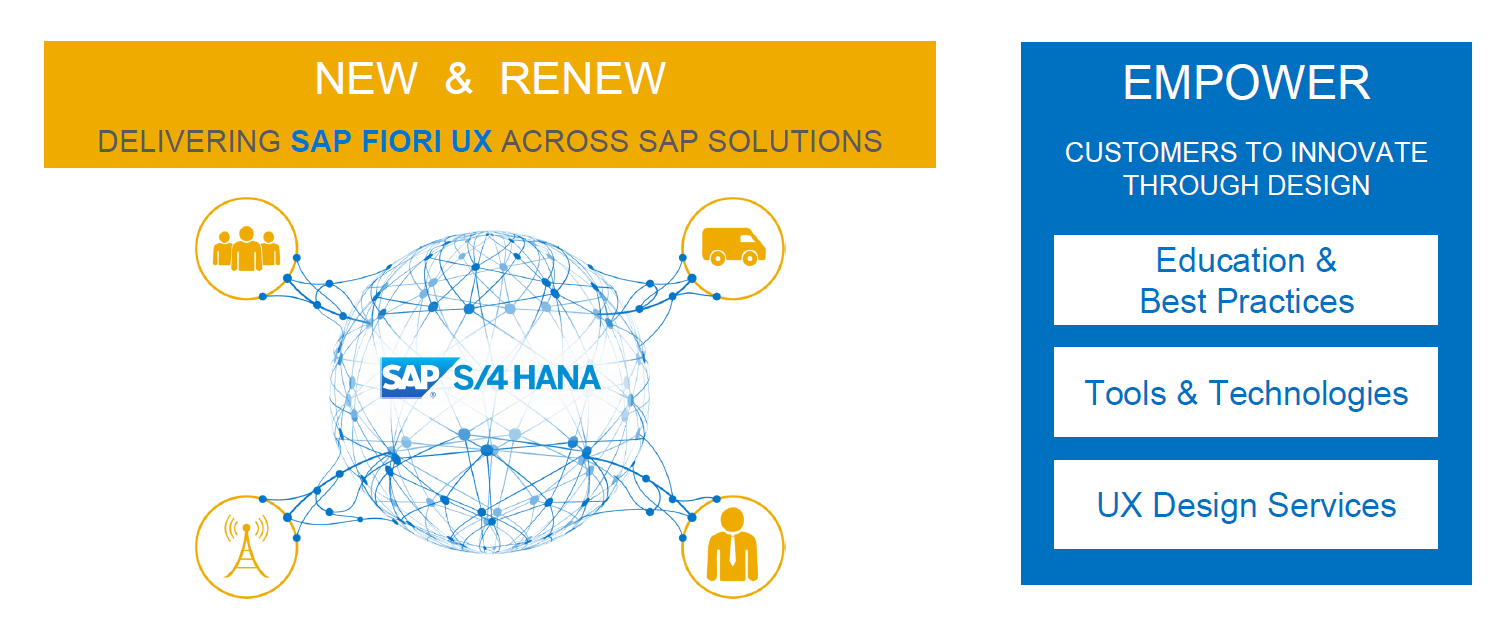 NEW & RENEW
DELIVERING SAP FIORI UX ACROSS SAP SOLUTIONS
SAP® S/4 HANA
EMPOWER
CUSTOMERS TO INNOVATE
THROUGH DESIGN
Education &
Best Practices
Tools & Technologies
UX Design Services